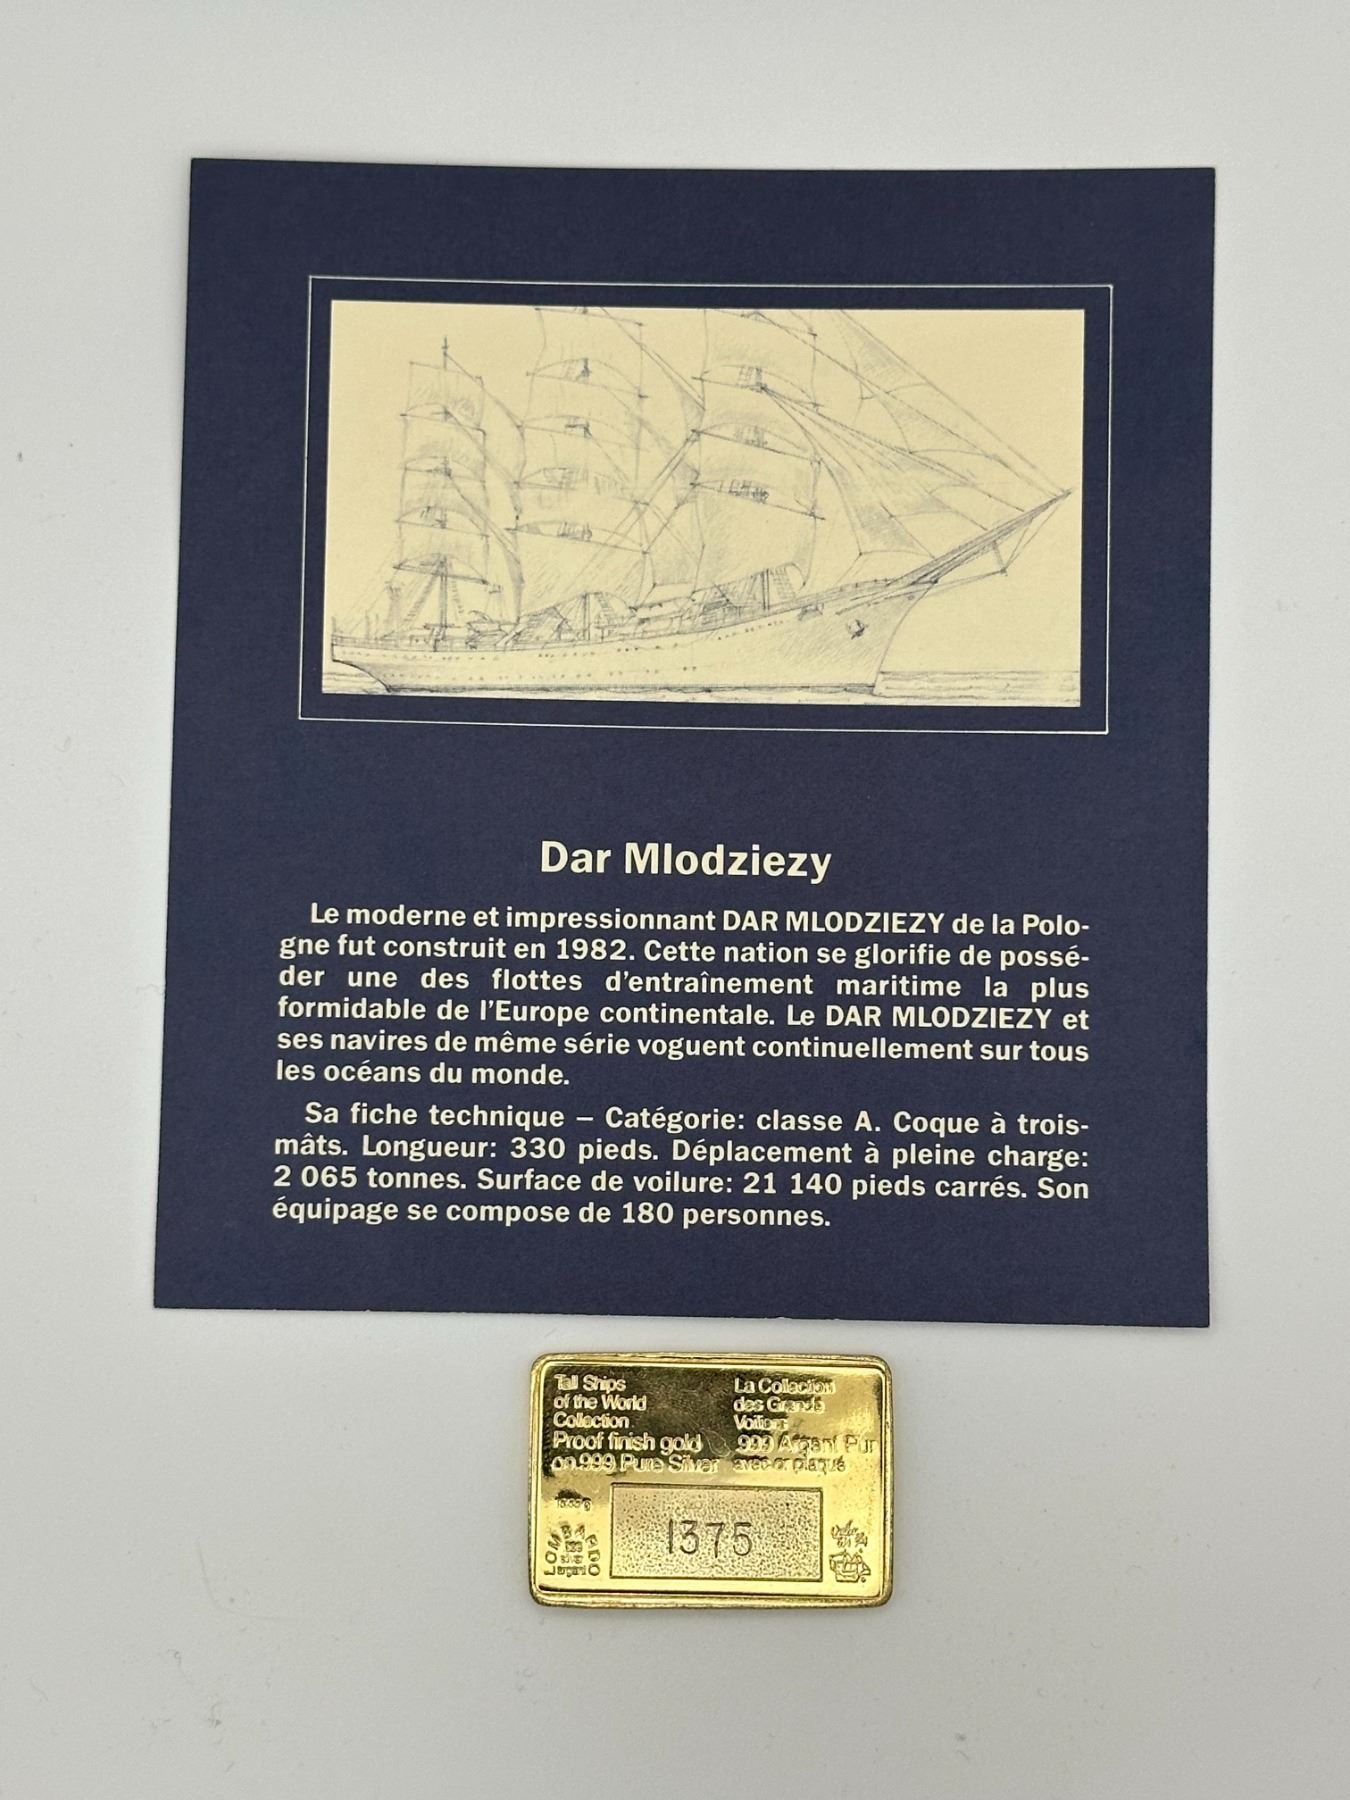 Dar Mlodziezy
Le moderne et impressionnant DAR MLODZIEZY de la Polo-
gne fut construit en 1982. Cette nation se glorifie de possé-
der une des flottes d'entraînement maritime la plus
formidable de l'Europe continentale. Le DAR MLODZIEZY et
ses navires de même série voguent continuellement sur tous
les océans du monde.
Sa fiche technique – Catégorie: classe A. Coque à trois-
mâts. Longueur: 330 pieds. Déplacement à pleine charge:
2 065 tonnes. Surface de voilure: 21 140 pieds carrés. Son
équipage se compose de 180 personnes.
Tall Ships
of the World
Collection
Proof finish gold
on .999 Pure Silver
La Collection
des Grands
Voiliers
.999 Argent Pur
avec or plaqué
LOMBARDO
1375